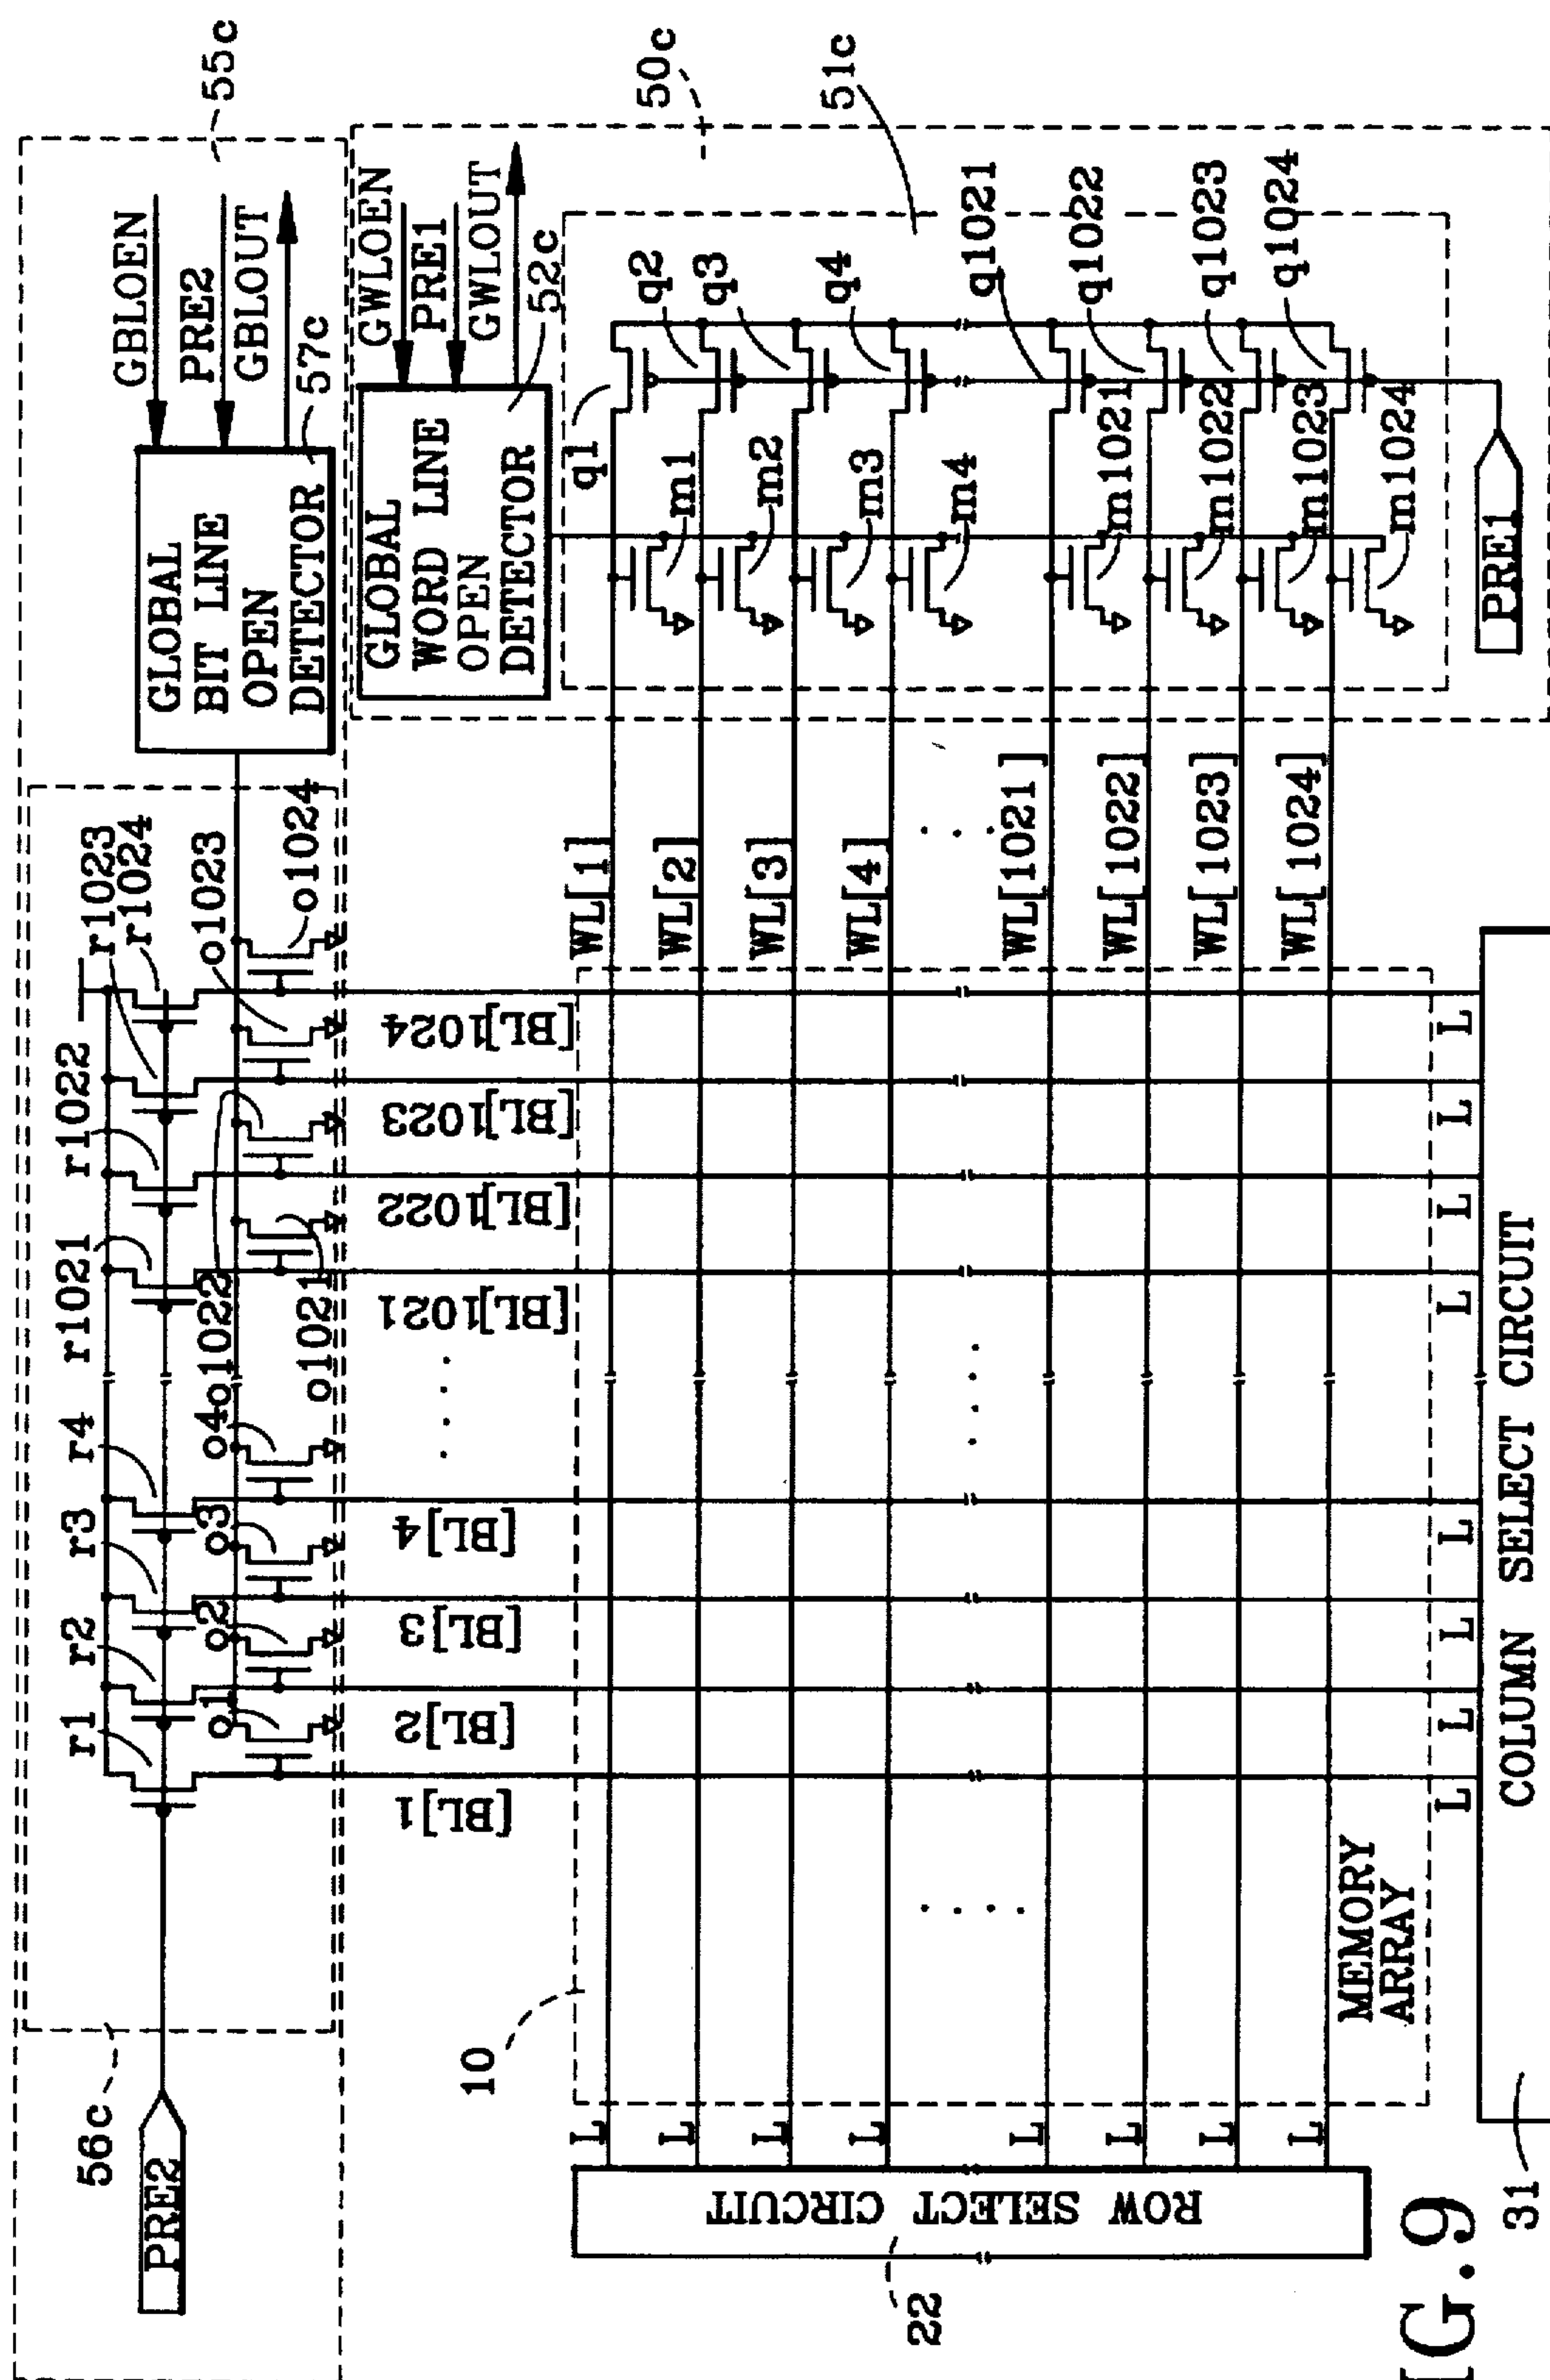 55c
GBLOEN
PRE2
GBLOUT
57c
GLOBAL
BIT LINE
OPEN
DETECTOR
56c
PRE2
r1
r2
r3
r4
r1021
r1022
r1023
r1024
o1
o2
o3
o4
o1022
o1021
o1023
o1024
50c
51c
GWLOEN
PRE1
GWLOUT
52c
GLOBAL
WORD LINE
OPEN
DETECTOR
q1
q2
q3
q4
q1021
q1022
q1023
q1024
m1
m2
m3
m4
m1021
m1022
m1023
m1024
PRE1
[BL]1
[BL]2
[BL]3
[BL]4
[BL]1021
[BL]1022
[BL]1023
[BL]1024
WL[1]
WL[2]
WL[3]
WL[4]
WL[1021]
WL[1022]
WL[1023]
WL[1024]
10
MEMORY
ARRAY
L
L
L
L
L
L
L
L
ROW SELECT CIRCUIT
22
L
L
L
L
L
L
L
L
COLUMN SELECT CIRCUIT
31
IG.9